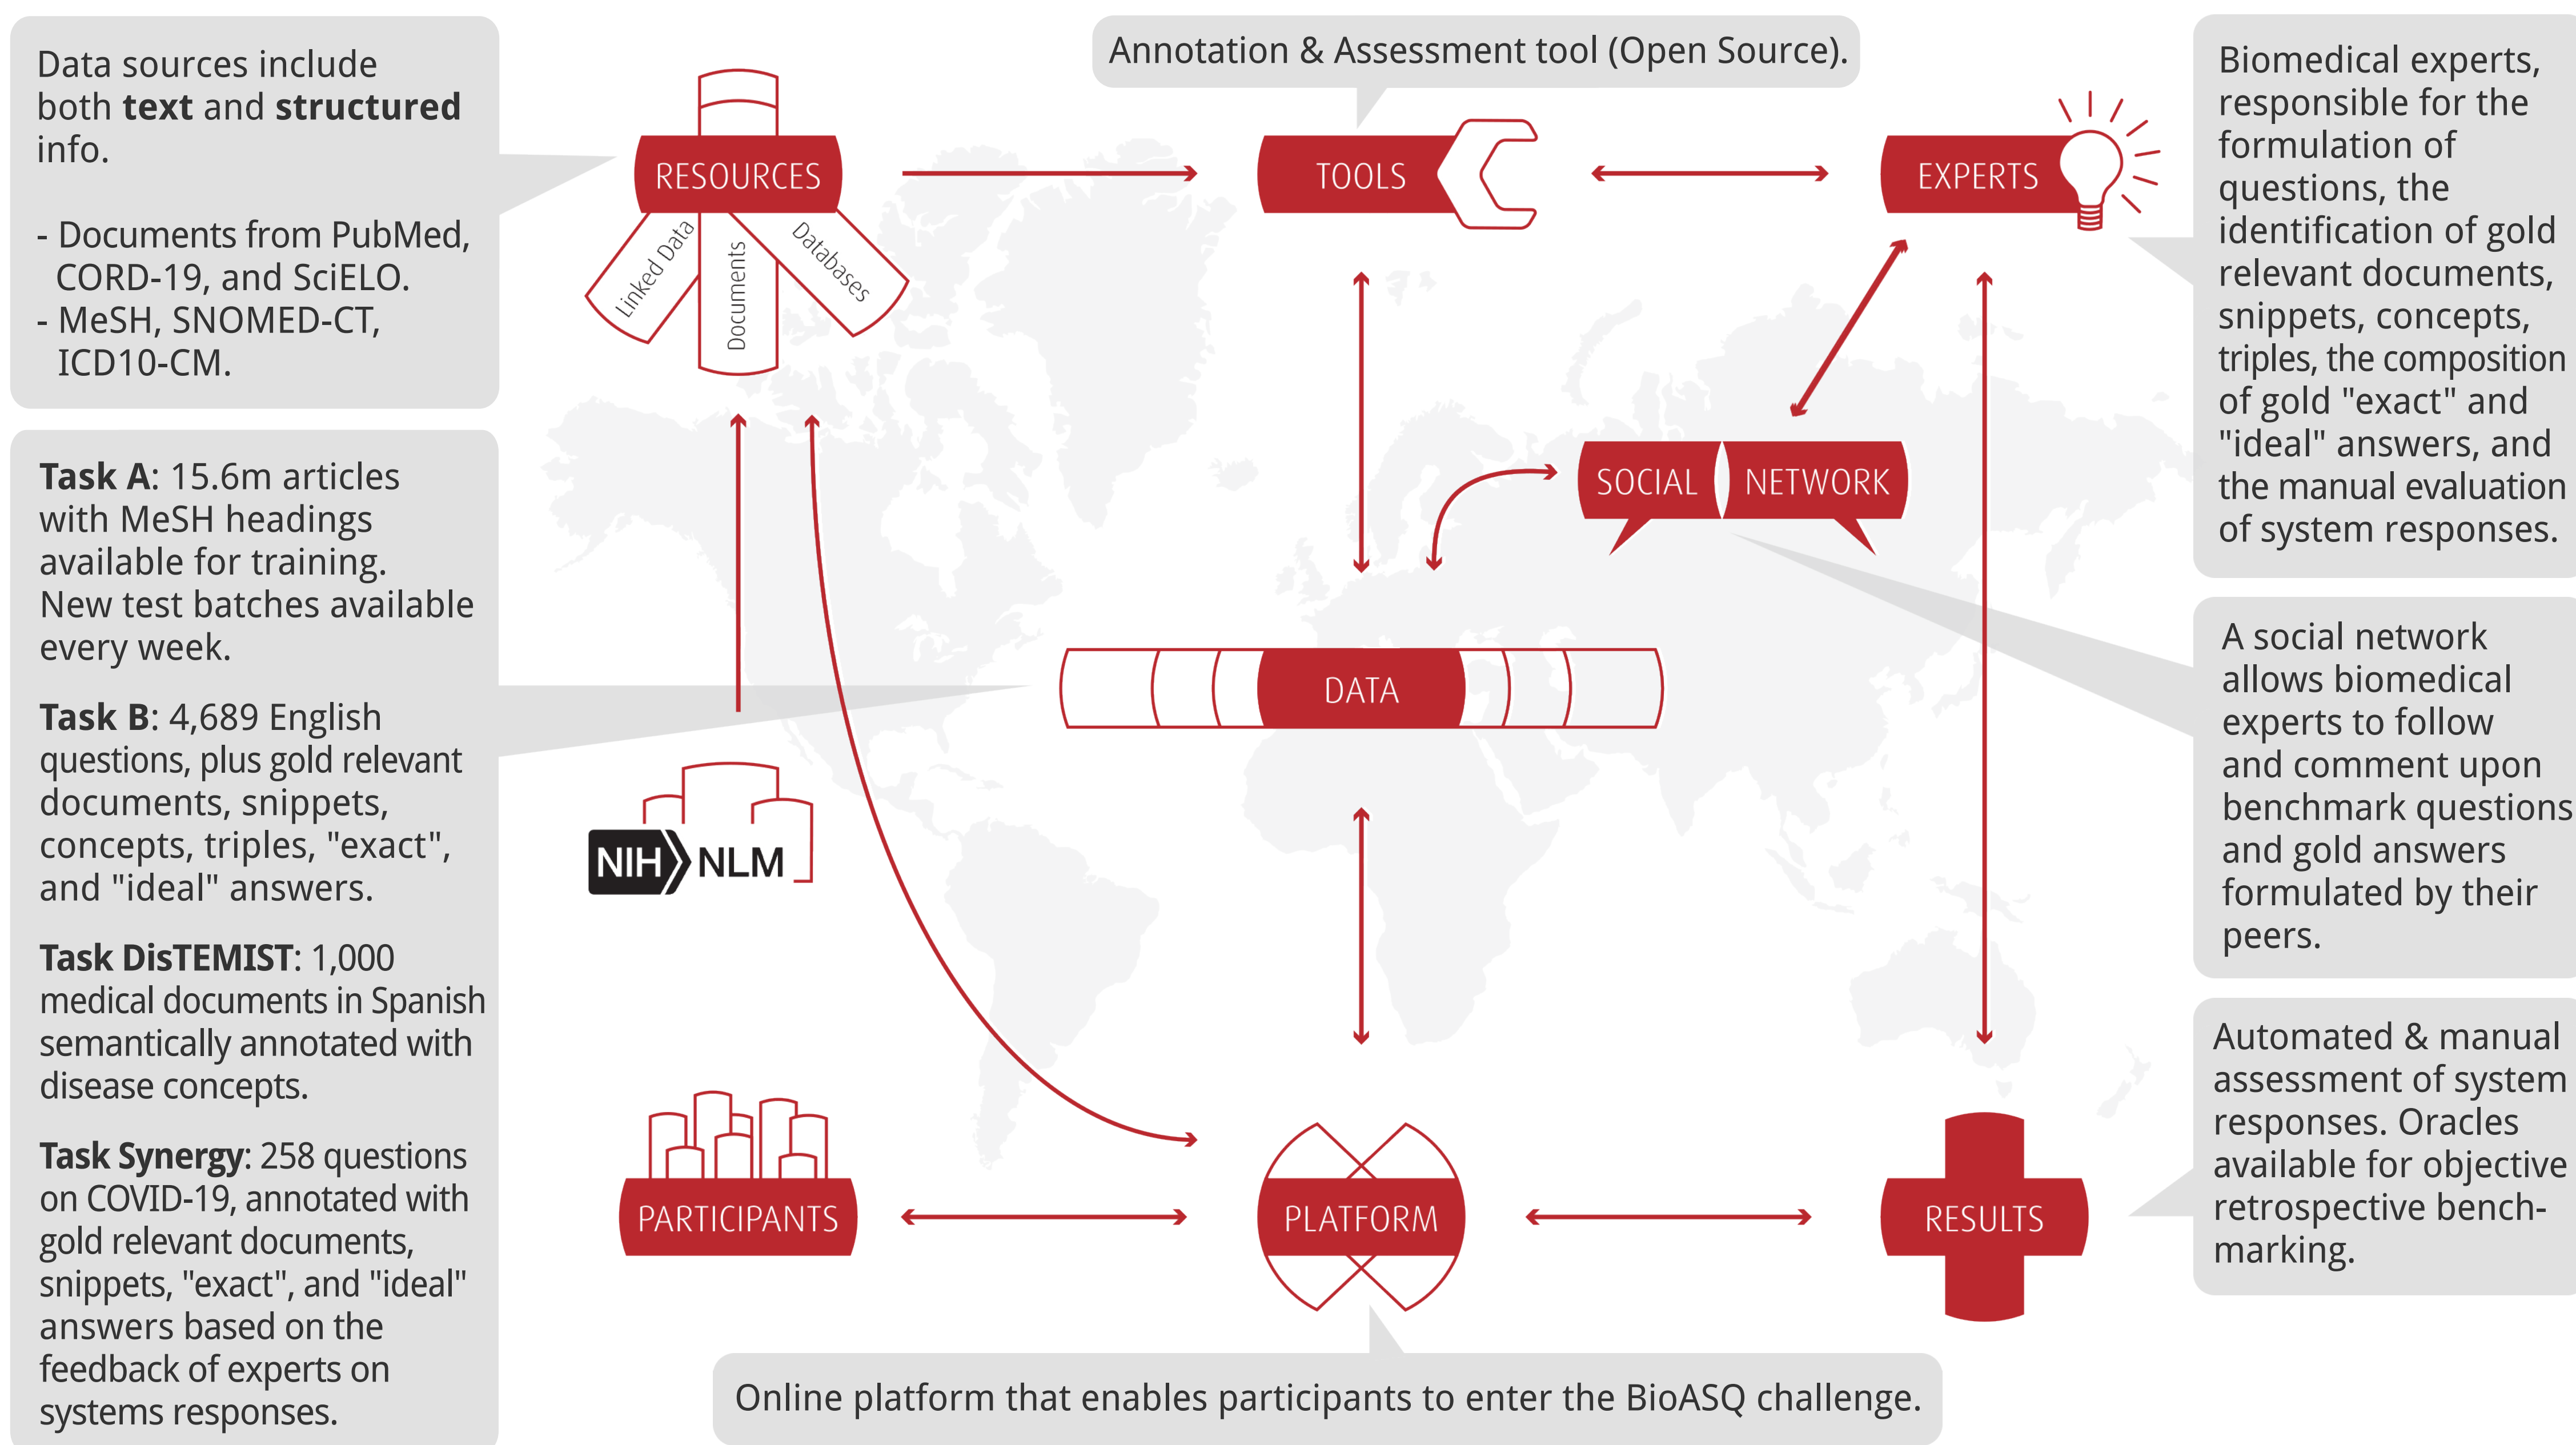 Data sources include
both text and structured
info.
- Documents from PubMed,
CORD-19, and SciELO.
- MeSH, SNOMED-CT,
ICD10-CM.
Task A: 15.6m articles
with MeSH headings
available for training.
New test batches available
every week.
Task B: 4,689 English
questions, plus gold relevant
documents, snippets,
concepts, triples, "exact",
and "ideal" answers.
Task DisTEMIST: 1,000
medical documents in Spanish
semantically annotated with
disease concepts.
Task Synergy: 258 questions
on COVID-19, annotated with
gold relevant documents,
snippets, "exact", and "ideal"
answers based on the
feedback of experts on
systems responses.
RESOURCES
Linked Data
Documents
Databases
NIH NLM
PARTICIPANTS
Annotation & Assessment tool (Open Source).
TOOLS
EXPERTS
SOCIAL NETWORK
DATA
PLATFORM
RESULTS
Online platform that enables participants to enter the BioASQ challenge.
Biomedical experts,
responsible for the
formulation of
questions, the
identification of gold
relevant documents,
snippets, concepts,
triples, the composition
of gold "exact" and
"ideal" answers, and
the manual evaluation
of system responses.
A social network
allows biomedical
experts to follow
and comment upon
benchmark questions
and gold answers
formulated by their
peers.
Automated & manual
assessment of system
responses. Oracles
available for objective
retrospective bench-
marking.